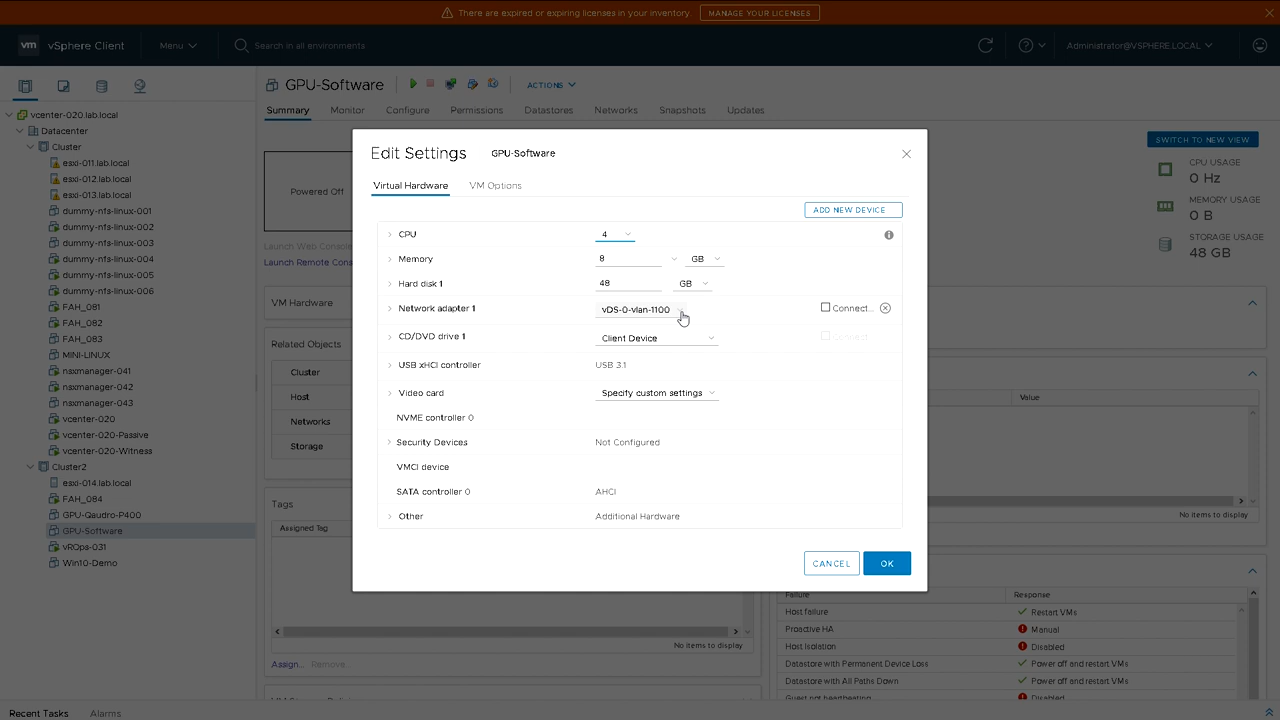 There are expired or expiring licenses in your inventory. MANAGE YOUR LICENSES
vm vSphere Client Menu Search in all environments Administrator@VSPHERE.LOCAL
GPU-Software ACTIONS
Summary Monitor Configure Permissions Datastores Networks Snapshots Updates
vcenter-020.lab.local
Datacenter
Cluster
esxi-011.lab.local
esxi-012.lab.local
esxi-013.lab.local
dummy-nfs-linux-001
dummy-nfs-linux-002
dummy-nfs-linux-003
dummy-nfs-linux-004
dummy-nfs-linux-005
dummy-nfs-linux-006
FAH_081
FAH_082
FAH_083
MINI-LINUX
nsxmanager-041
nsxmanager-042
nsxmanager-043
vcenter-020
vcenter-020-Passive
vcenter-020-Witness
Cluster2
esxi-014.lab.local
FAH_084
GPU-Qaudro-P400
GPU-Software
vROps-031
Win10-Demo
Powered Off
Launch Web Console
Launch Remote Cons
VM Hardware
Related Objects
Cluster
Host
Networks
Storage
Tags
Assigned Tag
No items to display
Assign... Remove...
SWITCH TO NEW VIEW
CPU USAGE
0 Hz
MEMORY USAGE
0 B
STORAGE USAGE
48 GB
Edit Settings GPU-Software
Virtual Hardware VM Options
ADD NEW DEVICE
CPU 4
Memory 8 GB
Hard disk 1 48 GB
Network adapter 1 vDS-0-vlan-1100 Connect...
CD/DVD drive 1 Client Device Connect...
USB xHCI controller USB 3.1
Video card Specify custom settings
NVME controller 0
Security Devices Not Configured
VMCI device
SATA controller 0 AHCI
Other Additional Hardware
CANCEL OK
Value
No items to display
Failure Response
Host failure Restart VMs
Proactive HA Manual
Host Isolation Disabled
Datastore with Permanent Device Loss Power off and restart VMs
Datastore with All Paths Down Power off and restart VMs
Guest not heartbeating Disabled
Recent Tasks Alarms